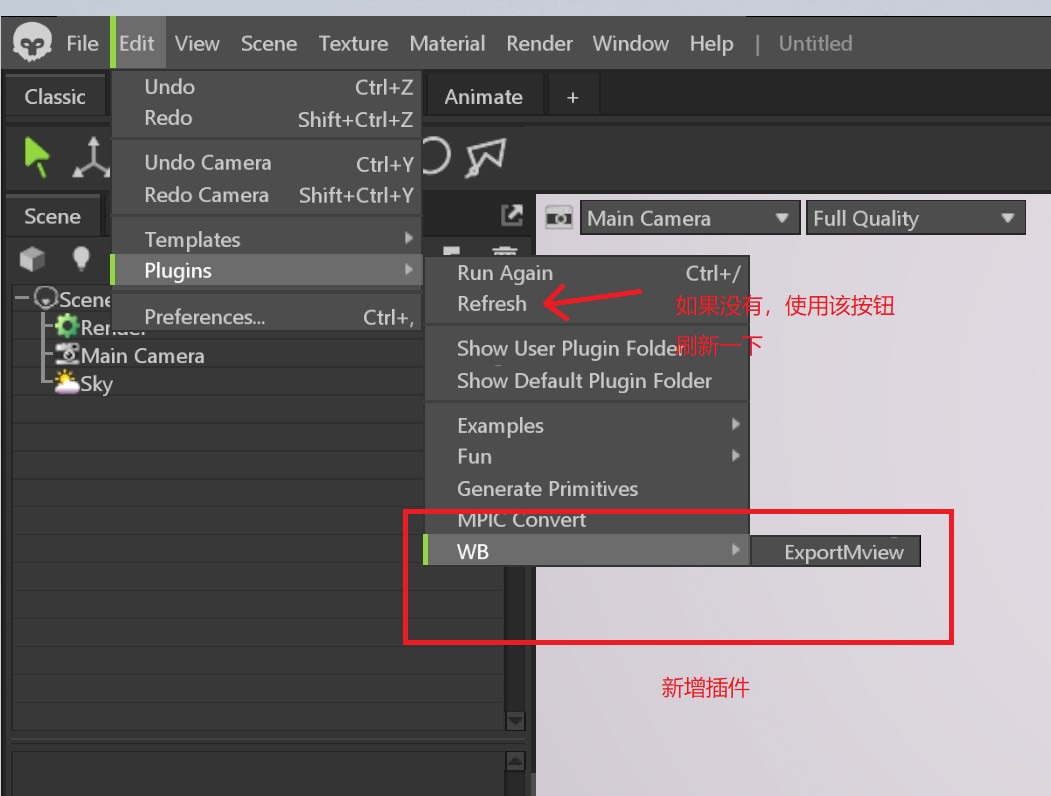 File Edit View Scene Texture Material Render Window Help | Untitled
Classic
Animate
+
Undo Ctrl+Z
Redo Shift+Ctrl+Z
Undo Camera Ctrl+Y
Redo Camera Shift+Ctrl+Y
Templates
Plugins
Preferences... Ctrl+,
Scene
Main Camera
Full Quality
Scene
Render
Main Camera
Sky
Run Again Ctrl+/
Refresh
如果没有，使用该按钮
刷新一下
Show User Plugin Folder
Show Default Plugin Folder
Examples
Fun
Generate Primitives
MPIC Convert
WB
ExportMview
新增插件